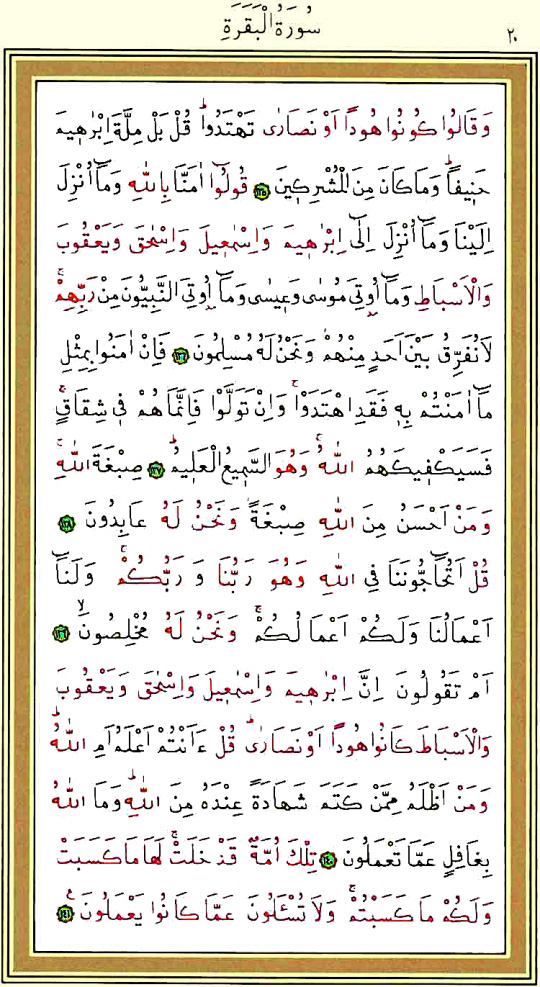 سُورَةُ الْبَقَرَةِ ٢٠
وَقَالُوا كُونُوا هُودًا اَوْ نَصَارٰى تَهْتَدُواۜ قُلْ بَلْ مِلَّةَ اِبْرٰه۪يمَ
حَن۪يفًاۜ وَمَا كَانَ مِنَ الْمُشْرِك۪ينَ ﴿١٣٥﴾ قُولُٓوا اٰمَنَّا بِاللّٰهِ وَمَٓا اُنْزِلَ
اِلَيْنَا وَمَٓا اُنْزِلَ اِلٰٓى اِبْرٰه۪يمَ وَاِسْمٰع۪يلَ وَاِسْحٰقَ وَيَعْقُوبَ
وَالْاَسْبَاطِ وَمَٓا اُو۫تِيَ مُوسٰى وَع۪يسٰى وَمَٓا اُو۫تِيَ النَّبِيُّونَ مِنْ رَبِّهِمْۚ
لَا نُفَرِّقُ بَيْنَ اَحَدٍ مِنْهُمْ وَنَحْنُ لَهُ مُسْلِمُونَ ﴿١٣٦﴾ فَاِنْ اٰمَنُوا بِمِثْلِ
مَٓا اٰمَنْتُمْ بِه۪ فَقَدِ اهْتَدَوْاۚ وَاِنْ تَوَلَّوْا فَاِنَّمَا هُمْ ف۪ي شِقَاقٍۚ
فَسَيَكْف۪يكَهُمُ اللّٰهُۚ وَهُوَ السَّم۪يعُ الْعَل۪يمُۜ ﴿١٣٧﴾ صِبْغَةَ اللّٰهِۚ
وَمَنْ اَحْسَنُ مِنَ اللّٰهِ صِبْغَةًۘ وَنَحْنُ لَهُ عَابِدُونَ ﴿١٣٨﴾
قُلْ اَتُحَٓاجُّونَنَا فِي اللّٰهِ وَهُوَ رَبُّنَا وَرَبُّكُمْۚ وَلَنَٓا
اَعْمَالُنَا وَلَكُمْ اَعْمَالُكُمْۚ وَنَحْنُ لَهُ مُخْلِصُونَۙ ﴿١٣٩﴾
اَمْ تَقُولُونَ اِنَّ اِبْرٰه۪يمَ وَاِسْمٰع۪يلَ وَاِسْحٰقَ وَيَعْقُوبَ
وَالْاَسْبَاطَ كَانُوا هُودًا اَوْ نَصَارٰىۜ قُلْ ءَاَنْتُمْ اَعْلَمُ اَمِ اللّٰهُۜ
وَمَنْ اَظْلَمُ مِمَّنْ كَتَمَ شَهَادَةً عِنْدَهُ مِنَ اللّٰهِۜ وَمَا اللّٰهُ
بِغَافِلٍ عَمَّا تَعْمَلُونَ ﴿١٤٠﴾ تِلْكَ اُمَّةٌ قَدْ خَلَتْۚ لَهَا مَا كَسَبَتْ
وَلَكُمْ مَا كَسَبْتُمْۚ وَلَا تُسْـَٔلُونَ عَمَّا كَانُوا يَعْمَلُونَ۟ ﴿١٤١﴾